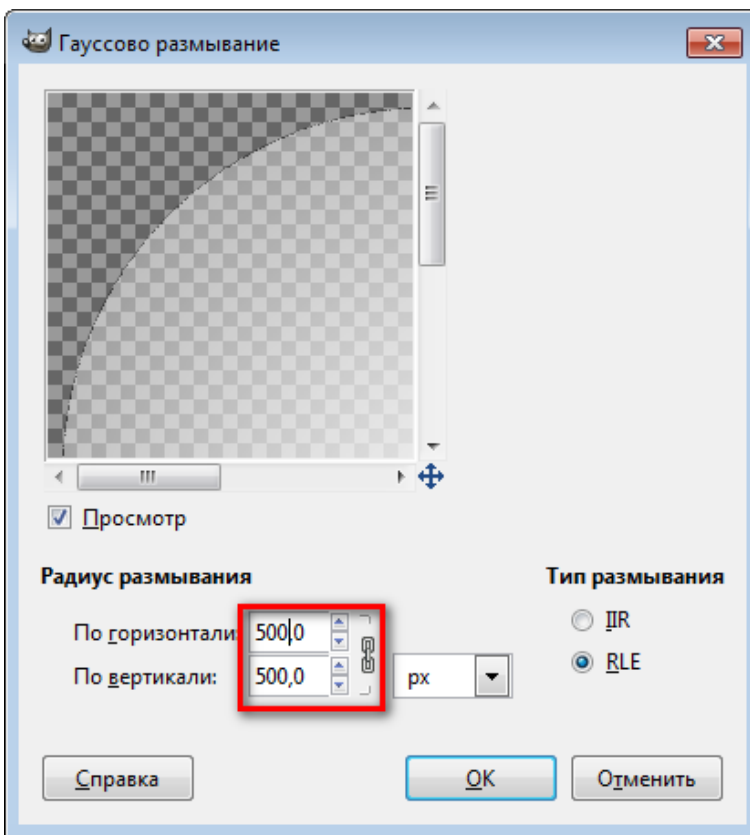 Гауссово размывание
Просмотр
Радиус размывания
Тип размывания
По горизонтали: 500,0
IIR
По вертикали: 500,0 px
RLE
Справка
OK
Отменить